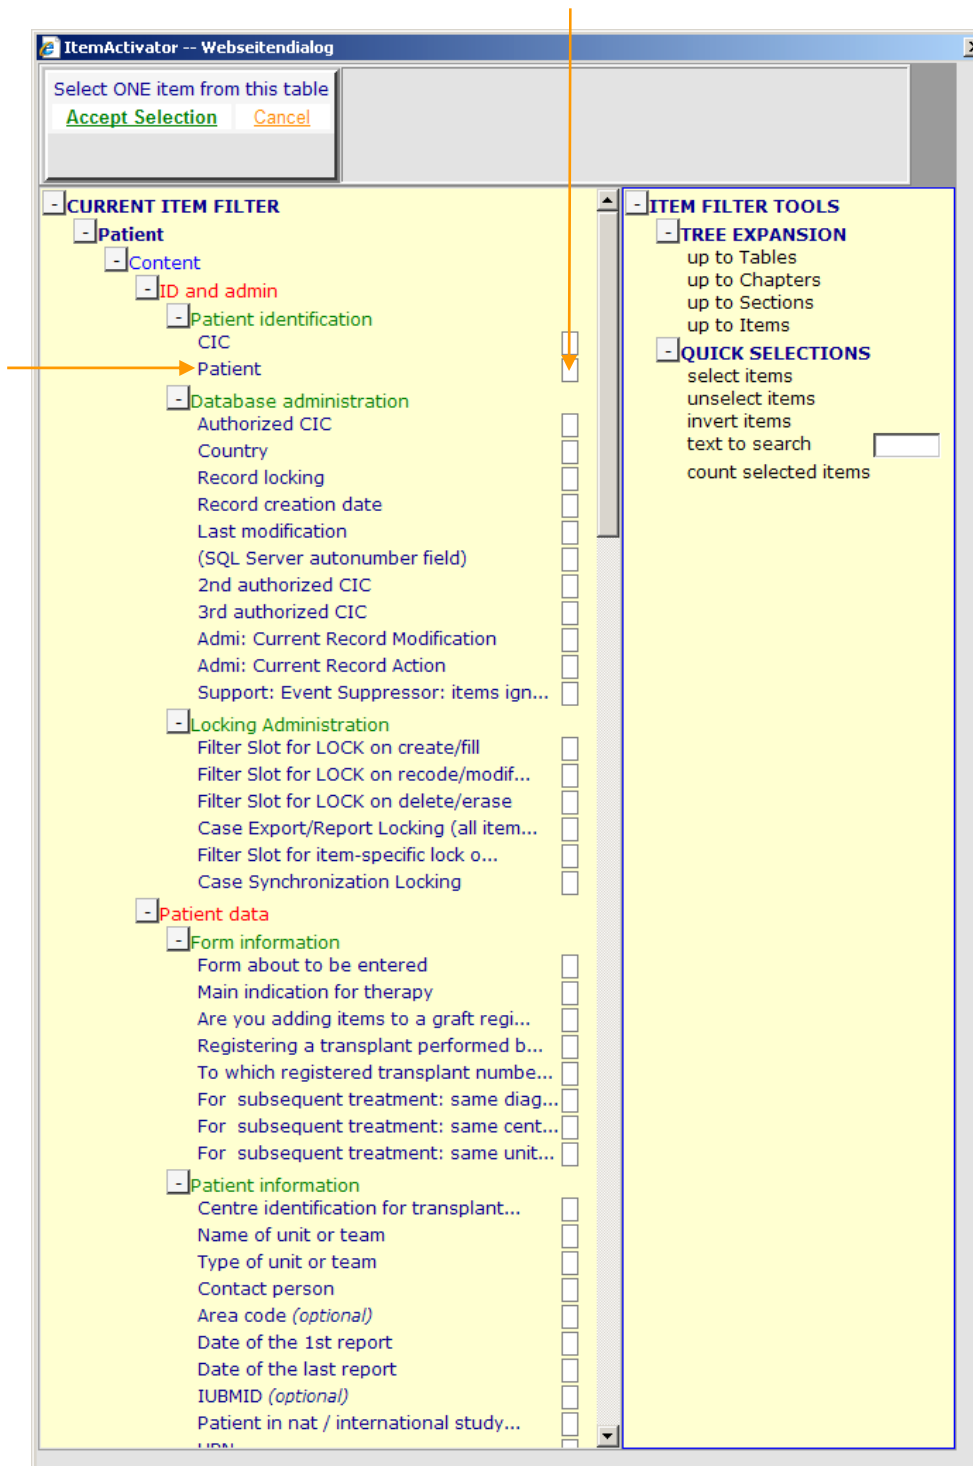 ItemActivator -- Webseitendialog
Select ONE item from this table
Accept Selection Cancel
CURRENT ITEM FILTER
Patient
Content
ID and admin
Patient identification
CIC
Patient
Database administration
Authorized CIC
Country
Record locking
Record creation date
Last modification
(SQL Server autonumber field)
2nd authorized CIC
3rd authorized CIC
Admi: Current Record Modification
Admi: Current Record Action
Support: Event Suppressor: items ign...
Locking Administration
Filter Slot for LOCK on create/fill
Filter Slot for LOCK on recode/modif...
Filter Slot for LOCK on delete/erase
Case Export/Report Locking (all item...
Filter Slot for item-specific lock o...
Case Synchronization Locking
Patient data
Form information
Form about to be entered
Main indication for therapy
Are you adding items to a graft regi...
Registering a transplant performed b...
To which registered transplant numbe...
For subsequent treatment: same diag...
For subsequent treatment: same cent...
For subsequent treatment: same unit...
Patient information
Centre identification for transplant...
Name of unit or team
Type of unit or team
Contact person
Area code (optional)
Date of the 1st report
Date of the last report
IUBMID (optional)
Patient in nat / international study...
ITEM FILTER TOOLS
TREE EXPANSION
up to Tables
up to Chapters
up to Sections
up to Items
QUICK SELECTIONS
select items
unselect items
invert items
text to search
count selected items